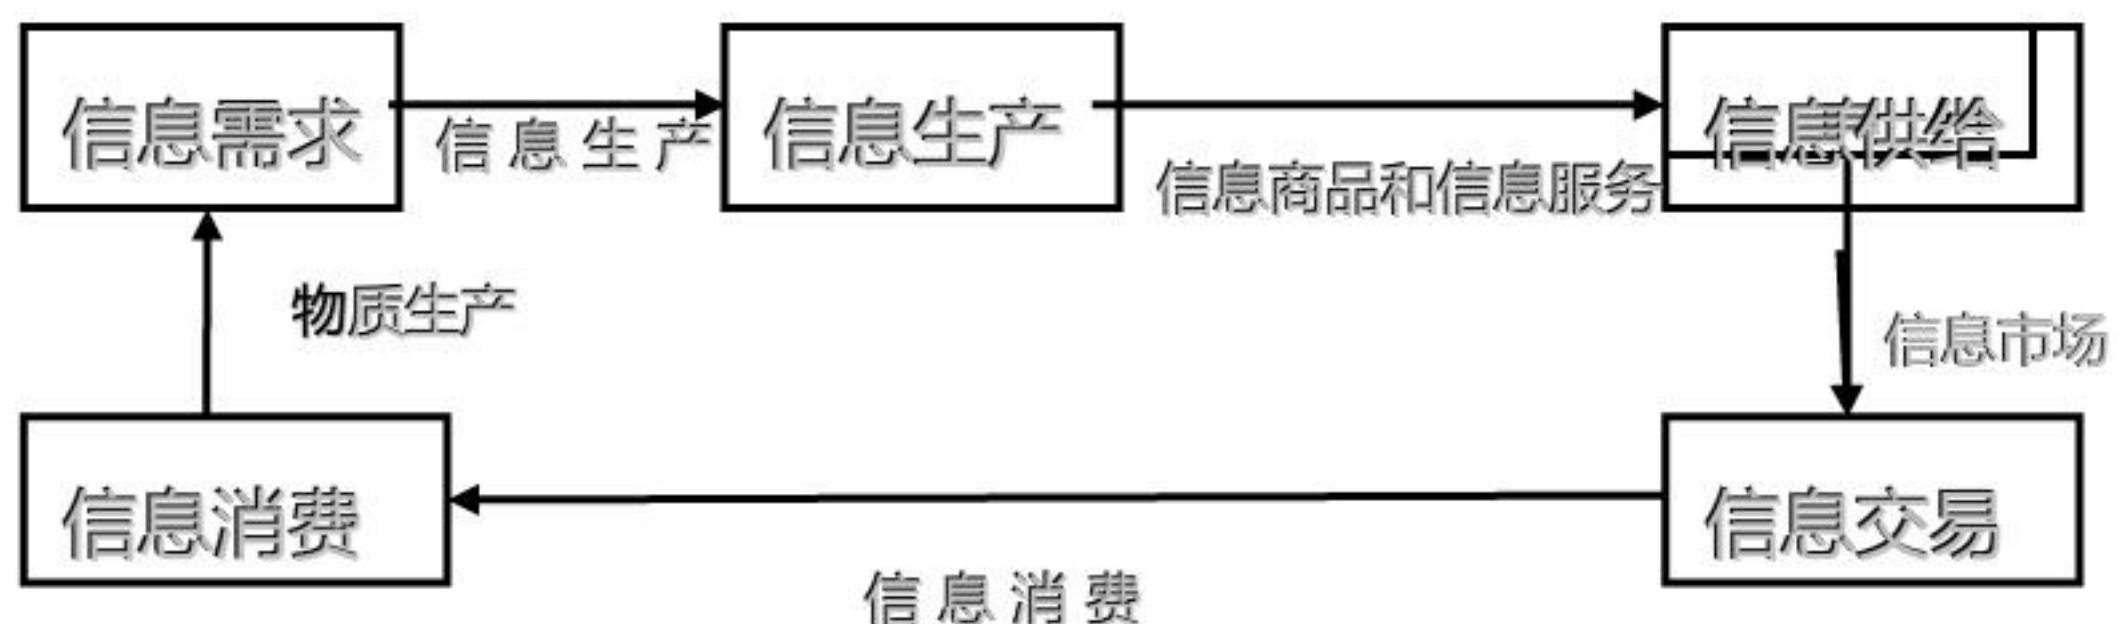 信息需求
信息生产
信息生产
信息商品和信息服务
信息供给
物质生产
信息市场
信息消费
信息消费
信息交易